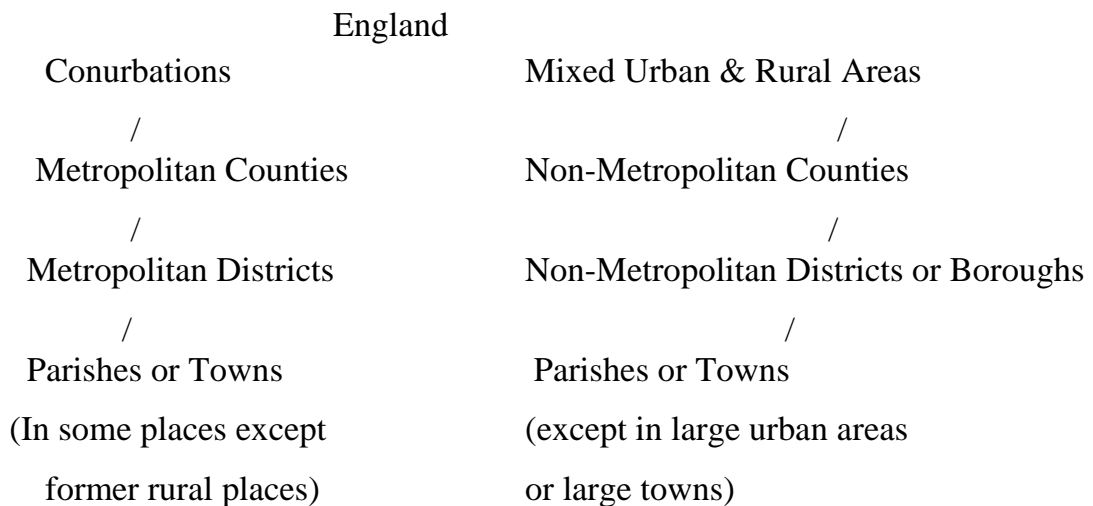 England
Conurbations Mixed Urban & Rural Areas
/ /
Metropolitan Counties Non-Metropolitan Counties
/ /
Metropolitan Districts Non-Metropolitan Districts or Boroughs
/ /
Parishes or Towns Parishes or Towns
(In some places except (except in large urban areas
former rural places) or large towns)